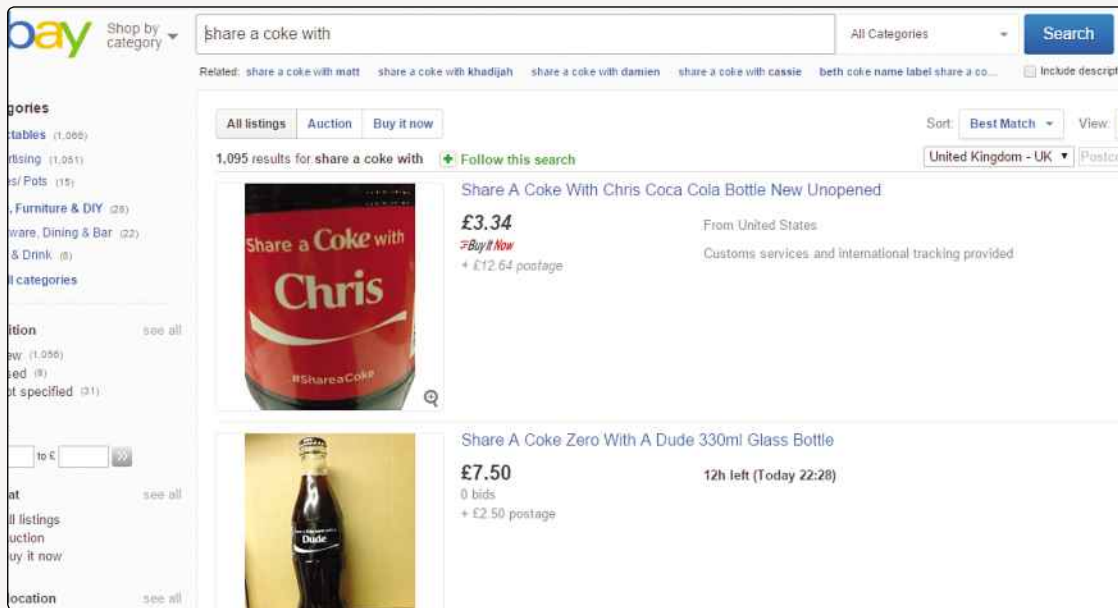 bay
Shop by
category
share a coke with
All Categories
Search
Related: share a coke with matt share a coke with khadijah share a coke with damien share a coke with cassie beth coke name label share a co...
Include descript
gories
ctables (1,066)
rtising (1,051)
es/ Pots (15)
, Furniture & DIY (26)
ware, Dining & Bar (22)
& Drink (6)
ll categories
ition see all
ew (1,056)
sed (8)
ot specified (31)
to £
at see all
ll listings
uction
uy it now
ocation see all
All listings Auction Buy it now
Sort: Best Match View:
1,095 results for share a coke with Follow this search
United Kingdom - UK Postco
Share a Coke with
Chris
#ShareaCoke
Share A Coke With Chris Coca Cola Bottle New Unopened
£3.34
Buy It Now
+ £12.64 postage
From United States
Customs services and international tracking provided
Dude
Share A Coke Zero With A Dude 330ml Glass Bottle
£7.50
0 bids
+ £2.50 postage
12h left (Today 22:28)